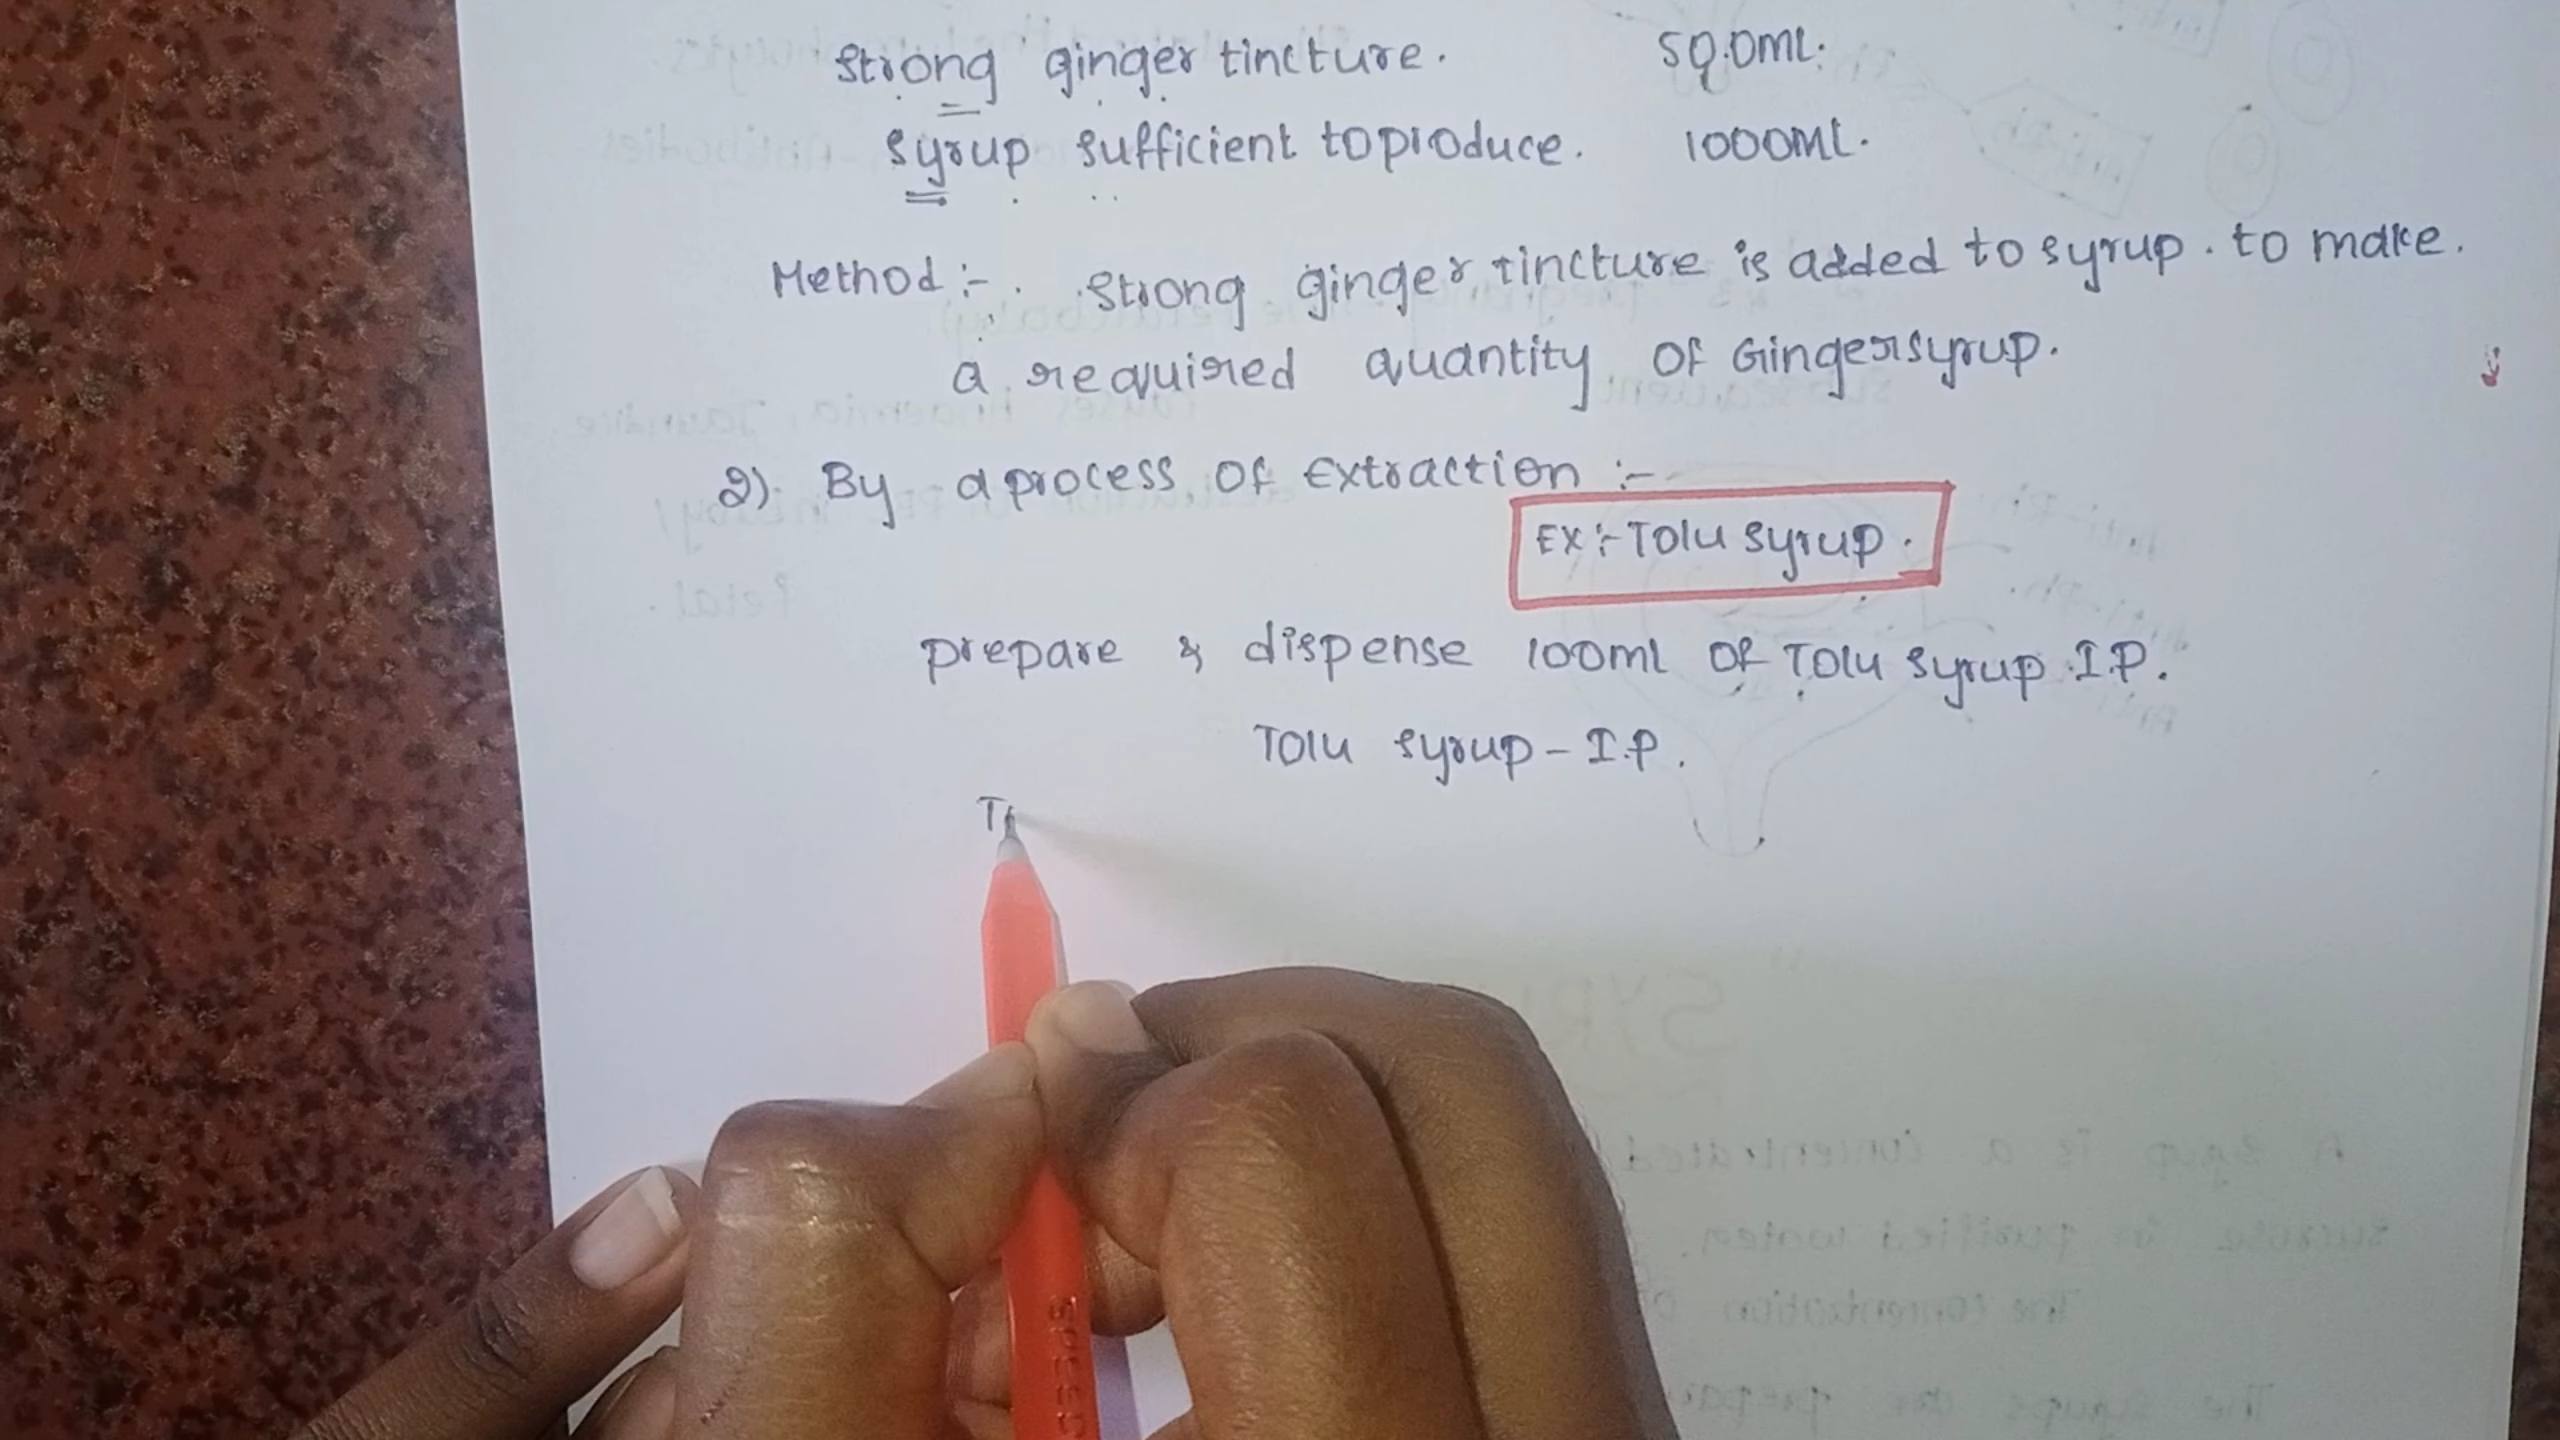 Strong ginger tincture. 50.0ml.
Syrup sufficient to produce. 1000ml.
Method :- Strong ginger tincture is added to syrup. to make.
a required quantity of Ginger syrup.
2). By a process of Extraction :-
Ex :- Tolu syrup.
prepare & dispense 100ml of Tolu syrup I.P.
Tolu syrup - I.P.
T
SPEED